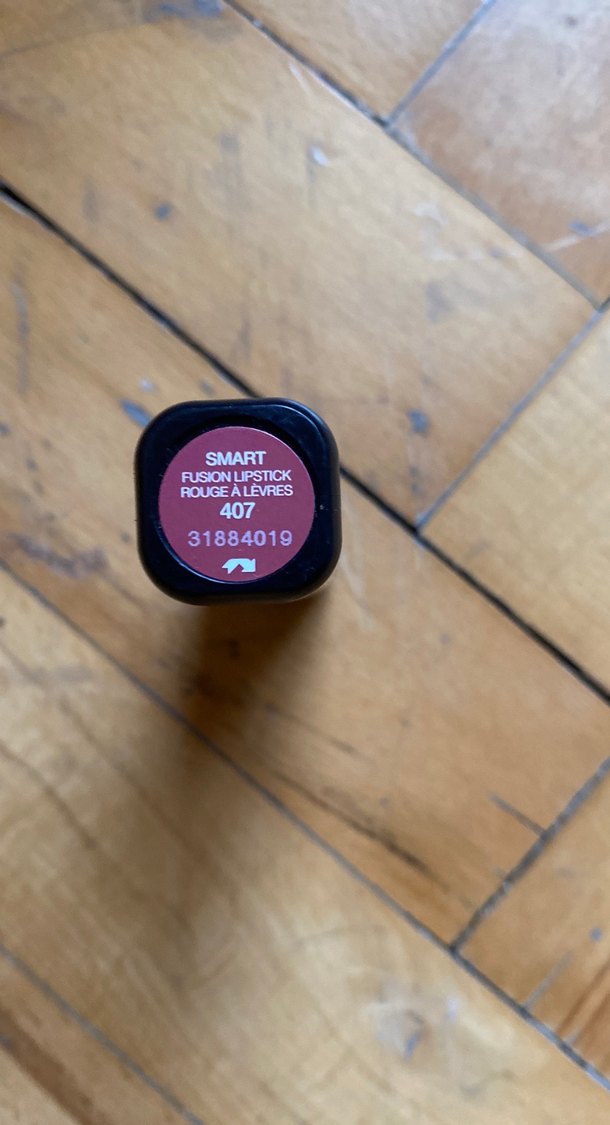 SMART
FUSION LIPSTICK
ROUGE À LÈVRES
407
31884019